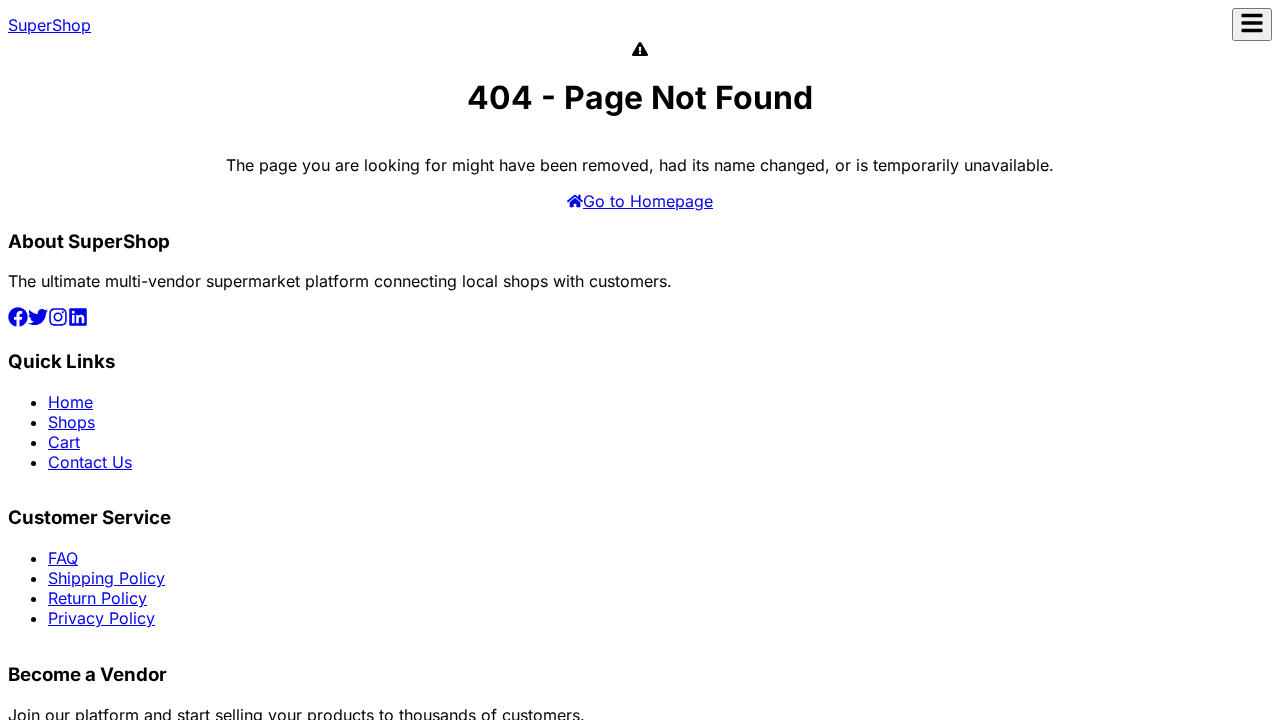 SuperShop
404 - Page Not Found
The page you are looking for might have been removed, had its name changed, or is temporarily unavailable.
Go to Homepage
About SuperShop
The ultimate multi-vendor supermarket platform connecting local shops with customers.
Quick Links
Home
Shops
Cart
Contact Us
Customer Service
FAQ
Shipping Policy
Return Policy
Privacy Policy
Become a Vendor
Join our platform and start selling your products to thousands of customers.